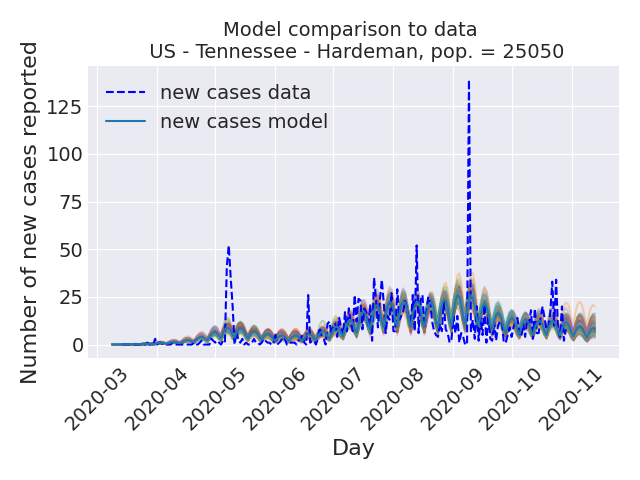 Model comparison to data
US - Tennessee - Hardeman, pop. = 25050
Number of new cases reported
125
100
75
50
25
0
new cases data
new cases model
2020-03
2020-04
2020-05
2020-06
2020-07
2020-08
2020-09
2020-10
2020-11
Day